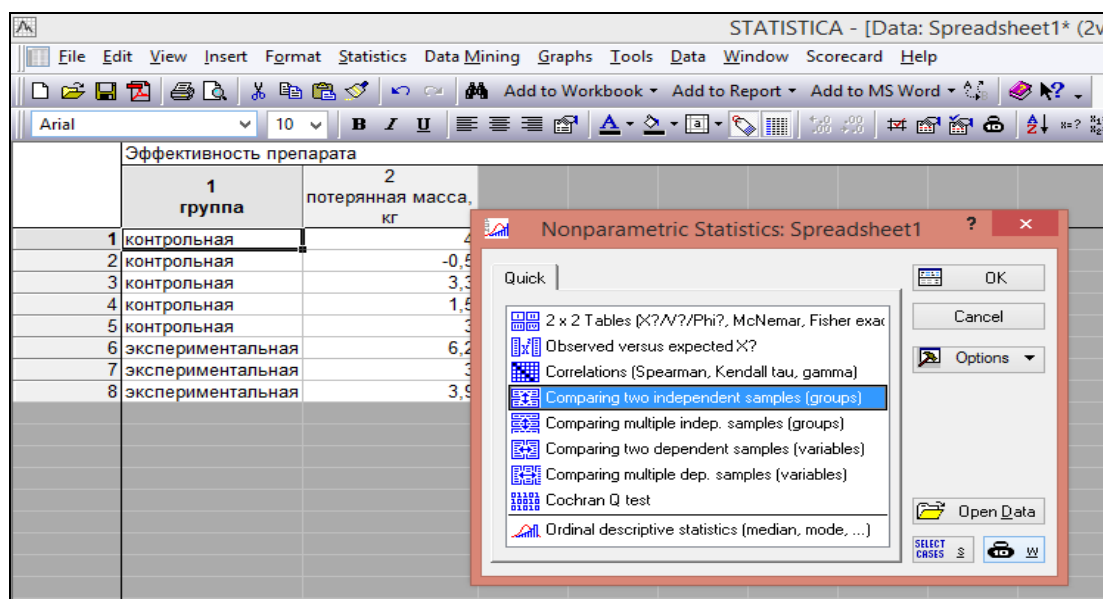 STATISTICA - [Data: Spreadsheet1* (2v
File Edit View Insert Format Statistics Data Mining Graphs Tools Data Window Scorecard Help
Add to Workbook Add to Report Add to MS Word
Arial 10 B I U
Эффективность препарата
1 группа
2 потерянная масса, кг
1 контрольная 4
2 контрольная -0,5
3 контрольная 3,3
4 контрольная 1,5
5 контрольная 3
6 экспериментальная 6,2
7 экспериментальная 3
8 экспериментальная 3,9
Nonparametric Statistics: Spreadsheet1 ? ×
Quick
2 x 2 Tables (X?/V?/Phi?, McNemar, Fisher exac
Observed versus expected X?
Correlations (Spearman, Kendall tau, gamma)
Comparing two independent samples (groups)
Comparing multiple indep. samples (groups)
Comparing two dependent samples (variables)
Comparing multiple dep. samples (variables)
Cochran Q test
Ordinal descriptive statistics (median, mode, ...)
OK
Cancel
Options
Open Data
SELECT CASES S W